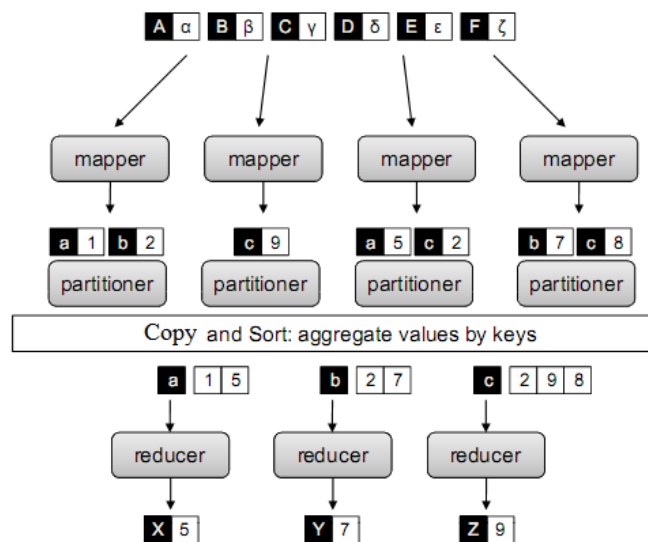 A α B β C γ D δ E ε F ζ
mapper mapper mapper mapper
a 1 b 2 c 9 a 5 c 2 b 7 c 8
partitioner partitioner partitioner partitioner
Copy and Sort: aggregate values by keys
a 1 5 b 2 7 c 2 9 8
reducer reducer reducer
X 5 Y 7 Z 9